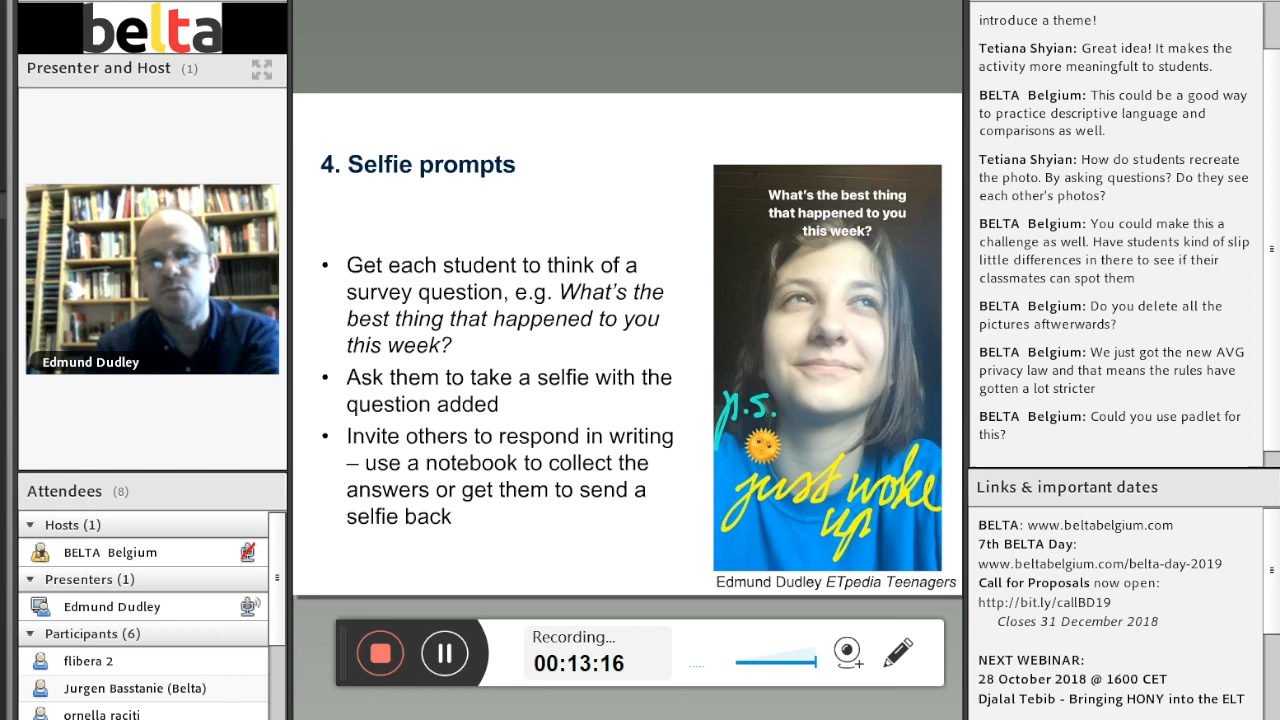 belta
Presenter and Host (1)
Edmund Dudley
Attendees (8)
Hosts (1)
BELTA Belgium
Presenters (1)
Edmund Dudley
Participants (6)
flibera 2
Jurgen Basstanie (Belta)
ornella raciti
4. Selfie prompts
• Get each student to think of a
survey question, e.g. What's the
best thing that happened to you
this week?
• Ask them to take a selfie with the
question added
• Invite others to respond in writing
– use a notebook to collect the
answers or get them to send a
selfie back
What's the best thing
that happened to you
this week?
p.s.
just woke
up
Edmund Dudley ETpedia Teenagers
Recording...
00:13:16
introduce a theme!
Tetiana Shyian: Great idea! It makes the
activity more meaningfult to students.
BELTA Belgium: This could be a good way
to practice descriptive language and
comparisons as well.
Tetiana Shyian: How do students recreate
the photo. By asking questions? Do they see
each other's photos?
BELTA Belgium: You could make this a
challenge as well. Have students kind of slip
little differences in there to see if their
classmates can spot them
BELTA Belgium: Do you delete all the
pictures aftwerwards?
BELTA Belgium: We just got the new AVG
privacy law and that means the rules have
gotten a lot stricter
BELTA Belgium: Could you use padlet for
this?
Links & important dates
BELTA: www.beltabelgium.com
7th BELTA Day:
www.beltabelgium.com/belta-day-2019
Call for Proposals now open:
http://bit.ly/callBD19
Closes 31 December 2018
NEXT WEBINAR:
28 October 2018 @ 1600 CET
Djalal Tebib - Bringing HONY into the ELT